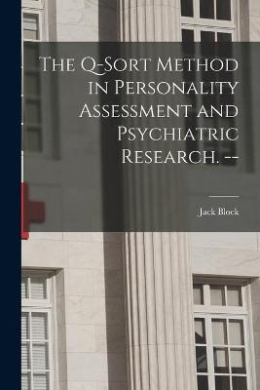 The Q-Sort Method
in Personality
Assessment and
Psychiatric
Research. --
Jack Block